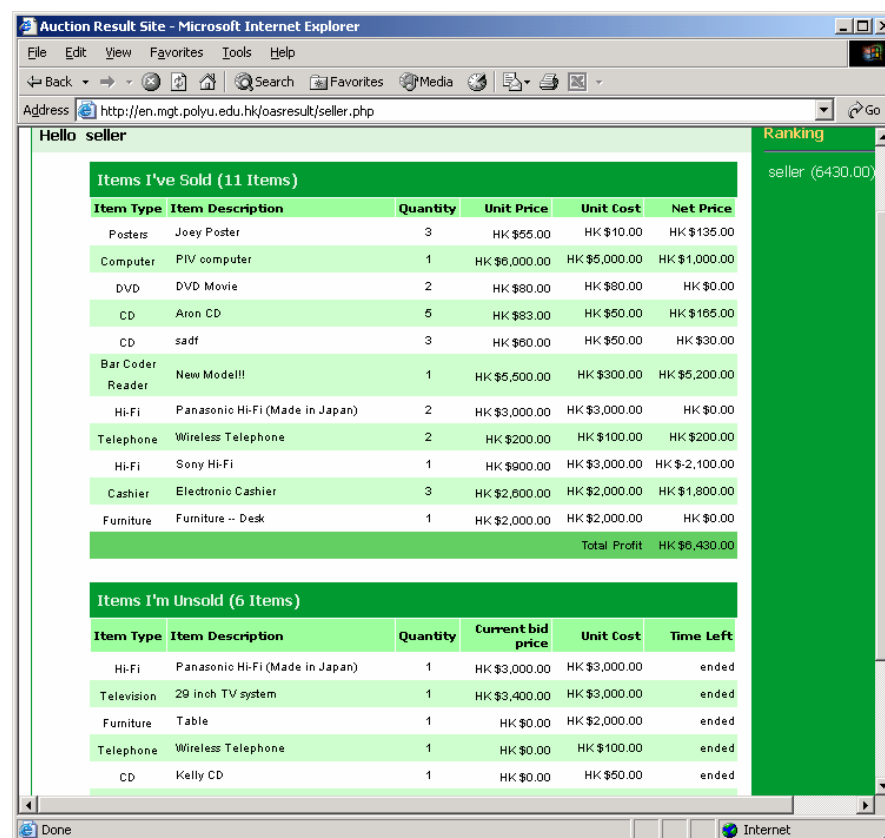 Auction Result Site - Microsoft Internet Explorer
File Edit View Favorites Tools Help
Back Search Favorites Media
Address http://en.mgt.polyu.edu.hk/oasresult/seller.php Go
Hello seller
Ranking
seller (6430.00)
Items I've Sold (11 Items)
Item Type Item Description Quantity Unit Price Unit Cost Net Price
Posters Joey Poster 3 HK $55.00 HK $10.00 HK $135.00
Computer PIV computer 1 HK $6,000.00 HK $5,000.00 HK $1,000.00
DVD DVD Movie 2 HK $80.00 HK $80.00 HK $0.00
CD Aron CD 5 HK $83.00 HK $50.00 HK $165.00
CD sadf 3 HK $60.00 HK $50.00 HK $30.00
Bar Coder Reader New Model!! 1 HK $5,500.00 HK $300.00 HK $5,200.00
Hi-Fi Panasonic Hi-Fi (Made in Japan) 2 HK $3,000.00 HK $3,000.00 HK $0.00
Telephone Wireless Telephone 2 HK $200.00 HK $100.00 HK $200.00
Hi-Fi Sony Hi-Fi 1 HK $900.00 HK $3,000.00 HK $-2,100.00
Cashier Electronic Cashier 3 HK $2,600.00 HK $2,000.00 HK $1,800.00
Furniture Furniture -- Desk 1 HK $2,000.00 HK $2,000.00 HK $0.00
Total Profit HK $6,430.00
Items I'm Unsold (6 Items)
Item Type Item Description Quantity Current bid price Unit Cost Time Left
Hi-Fi Panasonic Hi-Fi (Made in Japan) 1 HK $3,000.00 HK $3,000.00 ended
Television 29 inch TV system 1 HK $3,400.00 HK $3,000.00 ended
Furniture Table 1 HK $0.00 HK $2,000.00 ended
Telephone Wireless Telephone 1 HK $0.00 HK $100.00 ended
CD Kelly CD 1 HK $0.00 HK $50.00 ended
Done Internet